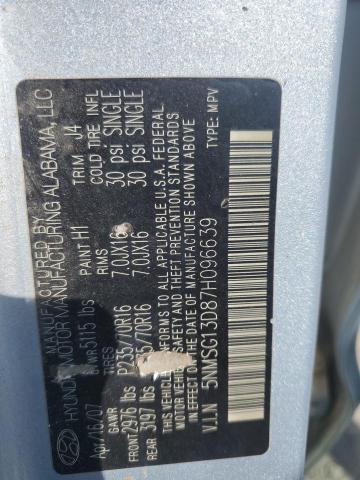 MANUFACTURED BY
HYUNDAI MOTOR MANUFACTURING ALABAMA, LLC
Apr/16/07 GVWR 5115 lbs PAINT H1 TRIM J4
GAWR TIRES RIMS COLD TIRE INFL
FRONT 2976 lbs P235/70R16 7.0JX16 30 psi SINGLE
REAR 3197 lbs P235/70R16 7.0JX16 30 psi SINGLE
THIS VEHICLE CONFORMS TO ALL APPLICABLE U.S.A. FEDERAL
MOTOR VEHICLE SAFETY AND THEFT PREVENTION
STANDARDS IN EFFECT ON THE DATE OF MANUFACTURE SHOWN ABOVE
V.I.N 5NMSG13D87H096639 TYPE: MPV